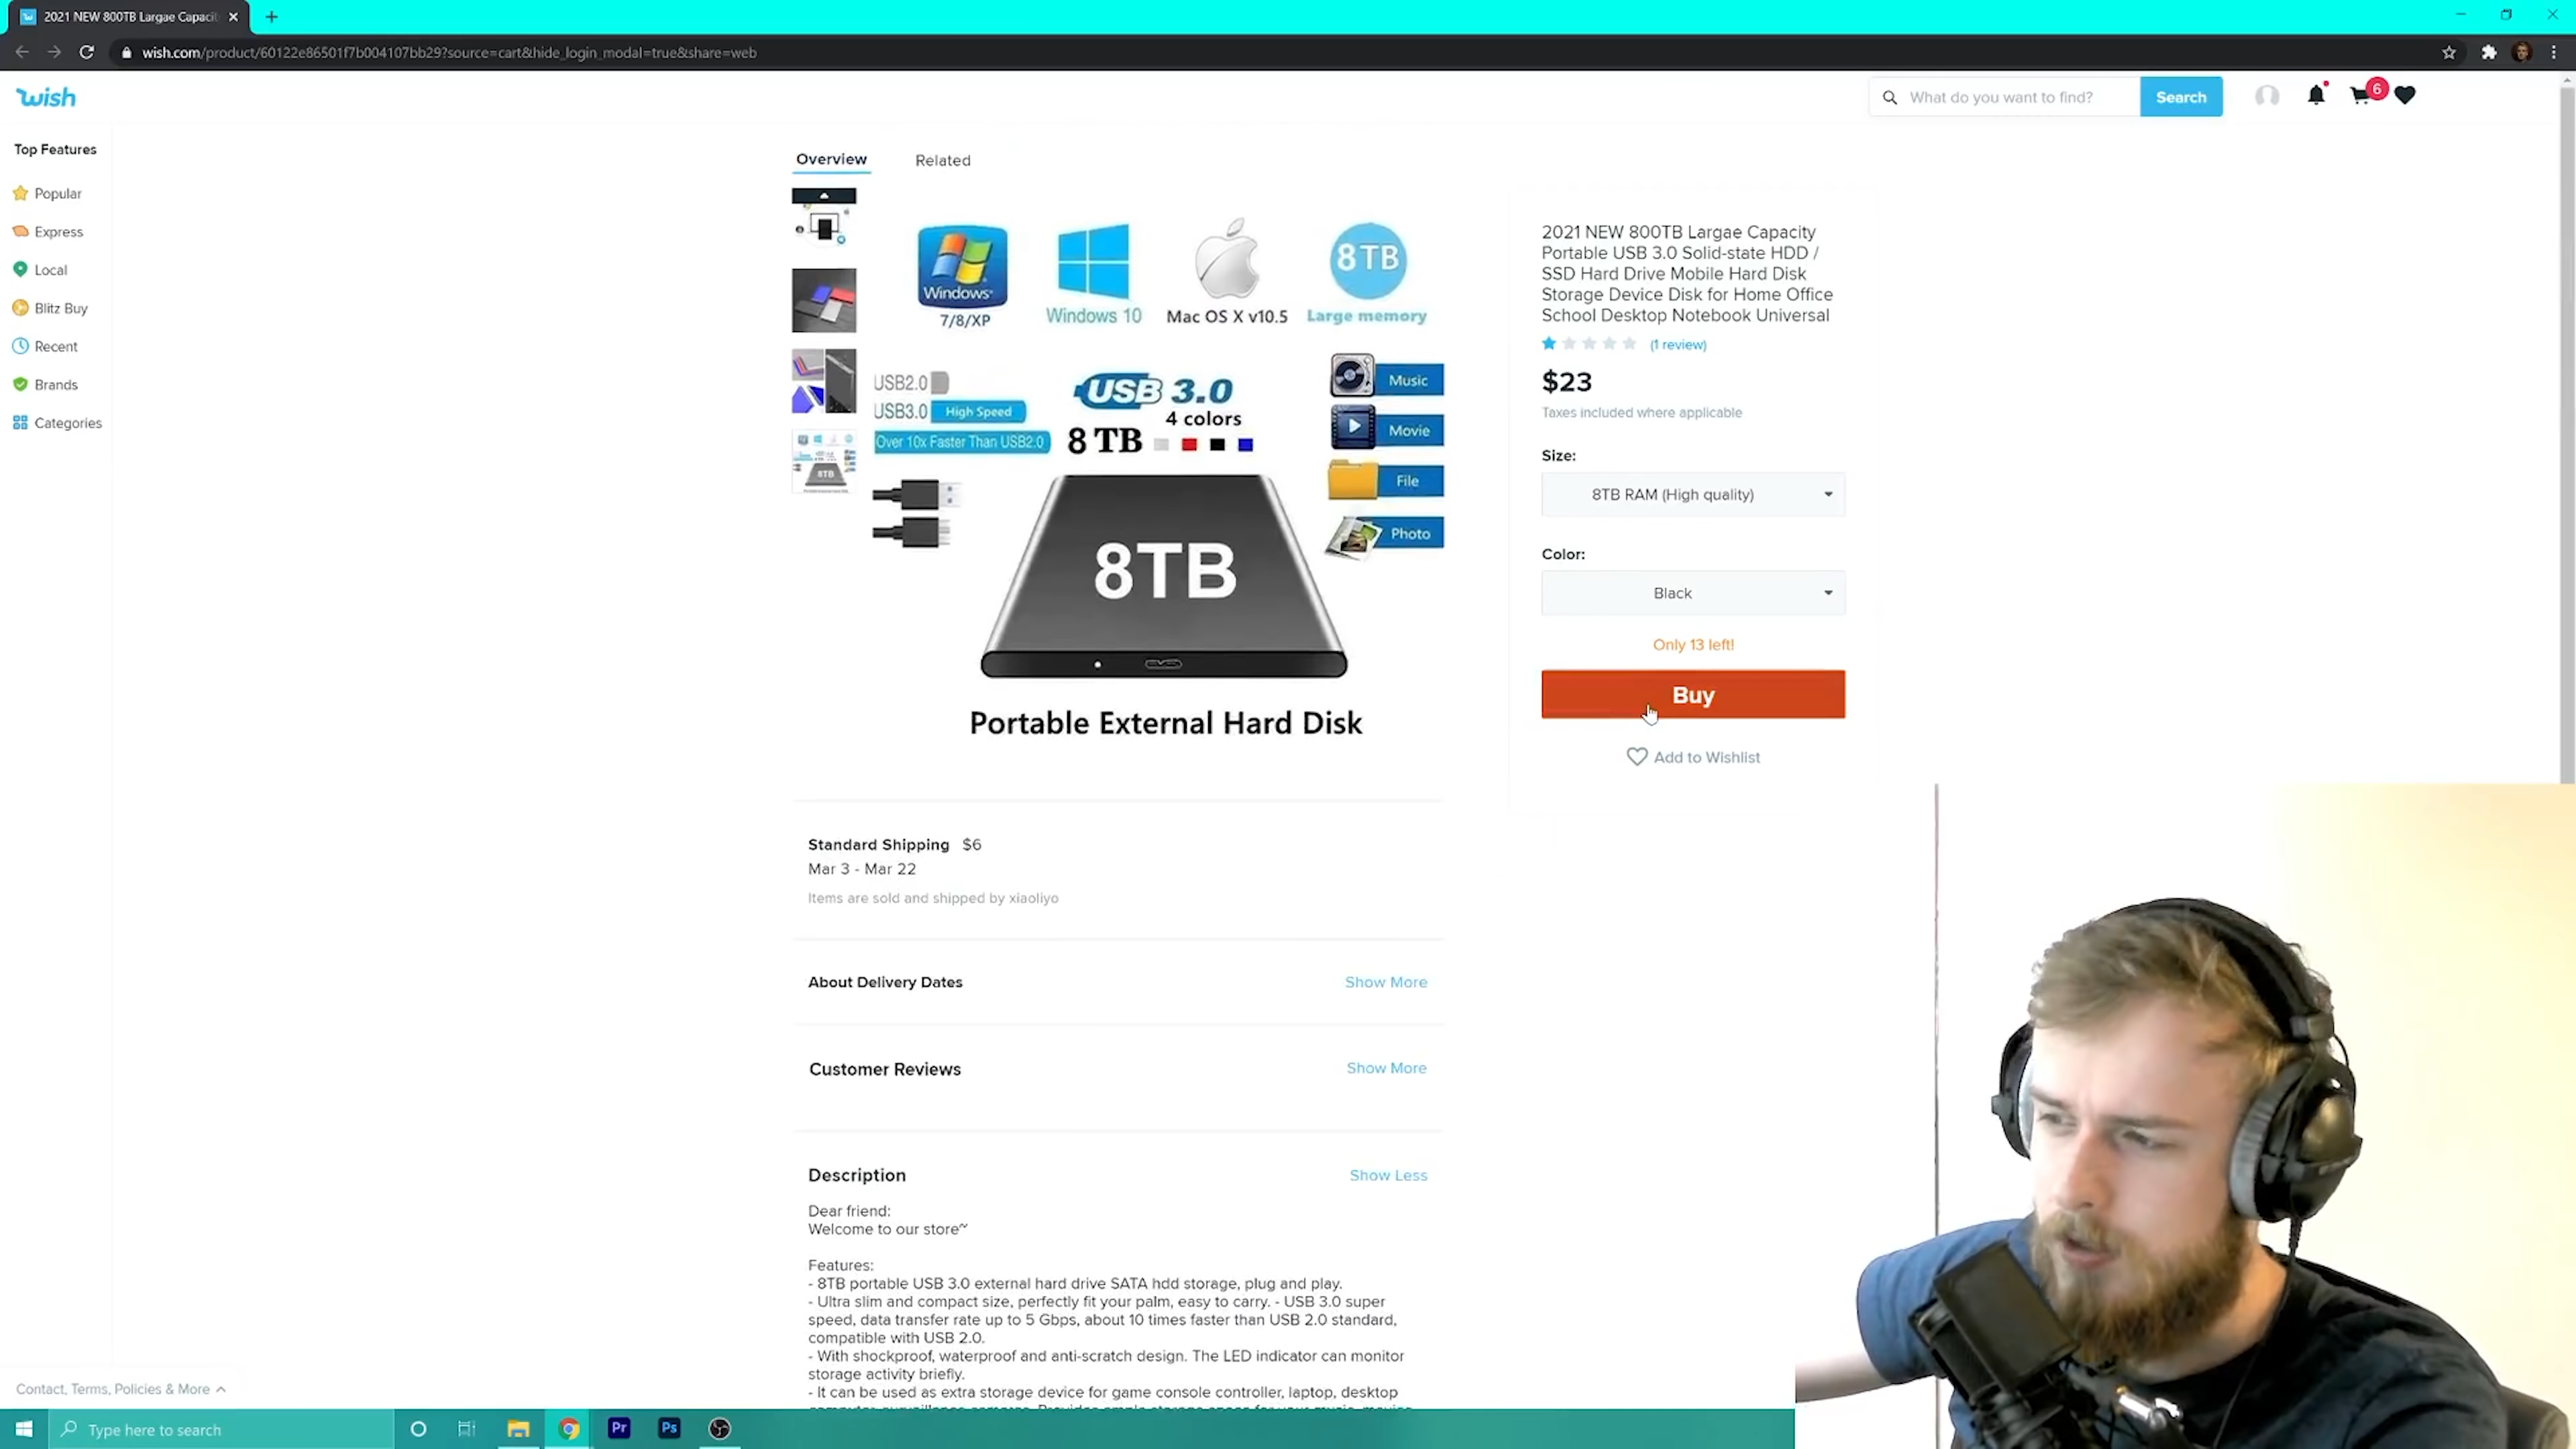 2021 NEW 800TB Largae Capacit
wish.com/product/60122e86501f7b004107bb29?source=cart&hide_login_modal=true&share=web
wish
What do you want to find?
Search
6
Top Features
Popular
Express
Local
Blitz Buy
Recent
Brands
Categories
Overview
Related
Windows
7/8/XP
Windows 10
Mac OS X v10.5
8TB
Large memory
USB2.0
USB3.0
High Speed
Over 10x Faster Than USB2.0
USB 3.0
4 colors
8 TB
Music
Movie
File
Photo
8TB
8TB
Portable External Hard Disk
2021 NEW 800TB Largae Capacity
Portable USB 3.0 Solid-state HDD /
SSD Hard Drive Mobile Hard Disk
Storage Device Disk for Home Office
School Desktop Notebook Universal
(1 review)
$23
Taxes included where applicable
Size:
8TB RAM (High quality)
Color:
Black
Only 13 left!
Buy
Add to Wishlist
Standard Shipping $6
Mar 3 - Mar 22
Items are sold and shipped by xiaoliyo
About Delivery Dates
Show More
Customer Reviews
Show More
Description
Show Less
Dear friend:
Welcome to our store~
Features:
- 8TB portable USB 3.0 external hard drive SATA hdd storage, plug and play.
- Ultra slim and compact size, perfectly fit your palm, easy to carry. - USB 3.0 super
speed, data transfer rate up to 5 Gbps, about 10 times faster than USB 2.0 standard,
compatible with USB 2.0.
- With shockproof, waterproof and anti-scratch design. The LED indicator can monitor
storage activity briefly.
- It can be used as extra storage device for game console controller, laptop, desktop
Contact, Terms, Policies & More
Type here to search
Pr
Ps